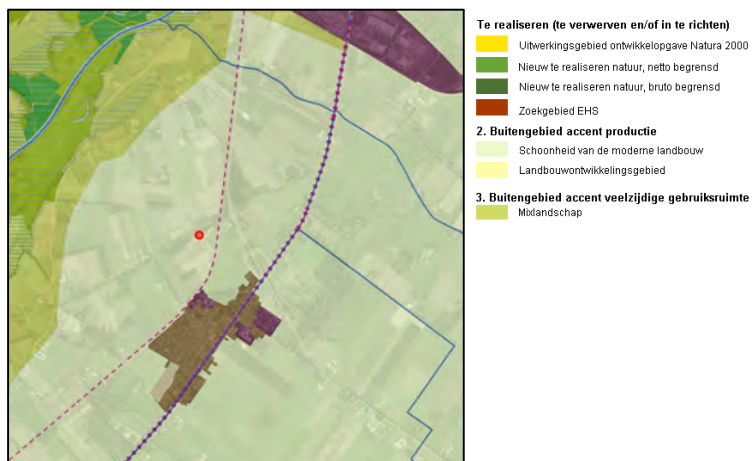 Te realiseren (te verwerven en/of in te richten)
Uitwerkingsgebied ontwikkelopgave Natura 2000
Nieuw te realiseren natuur, netto begrensd
Nieuw te realiseren natuur, bruto begrensd
Zoekgebied EHS
2. Buitengebied accent productie
Schoonheid van de moderne landbouw
Landbouwontwikkelingsgebied
3. Buitengebied accent veelzijdige gebruiksruimte
Mixlandschap